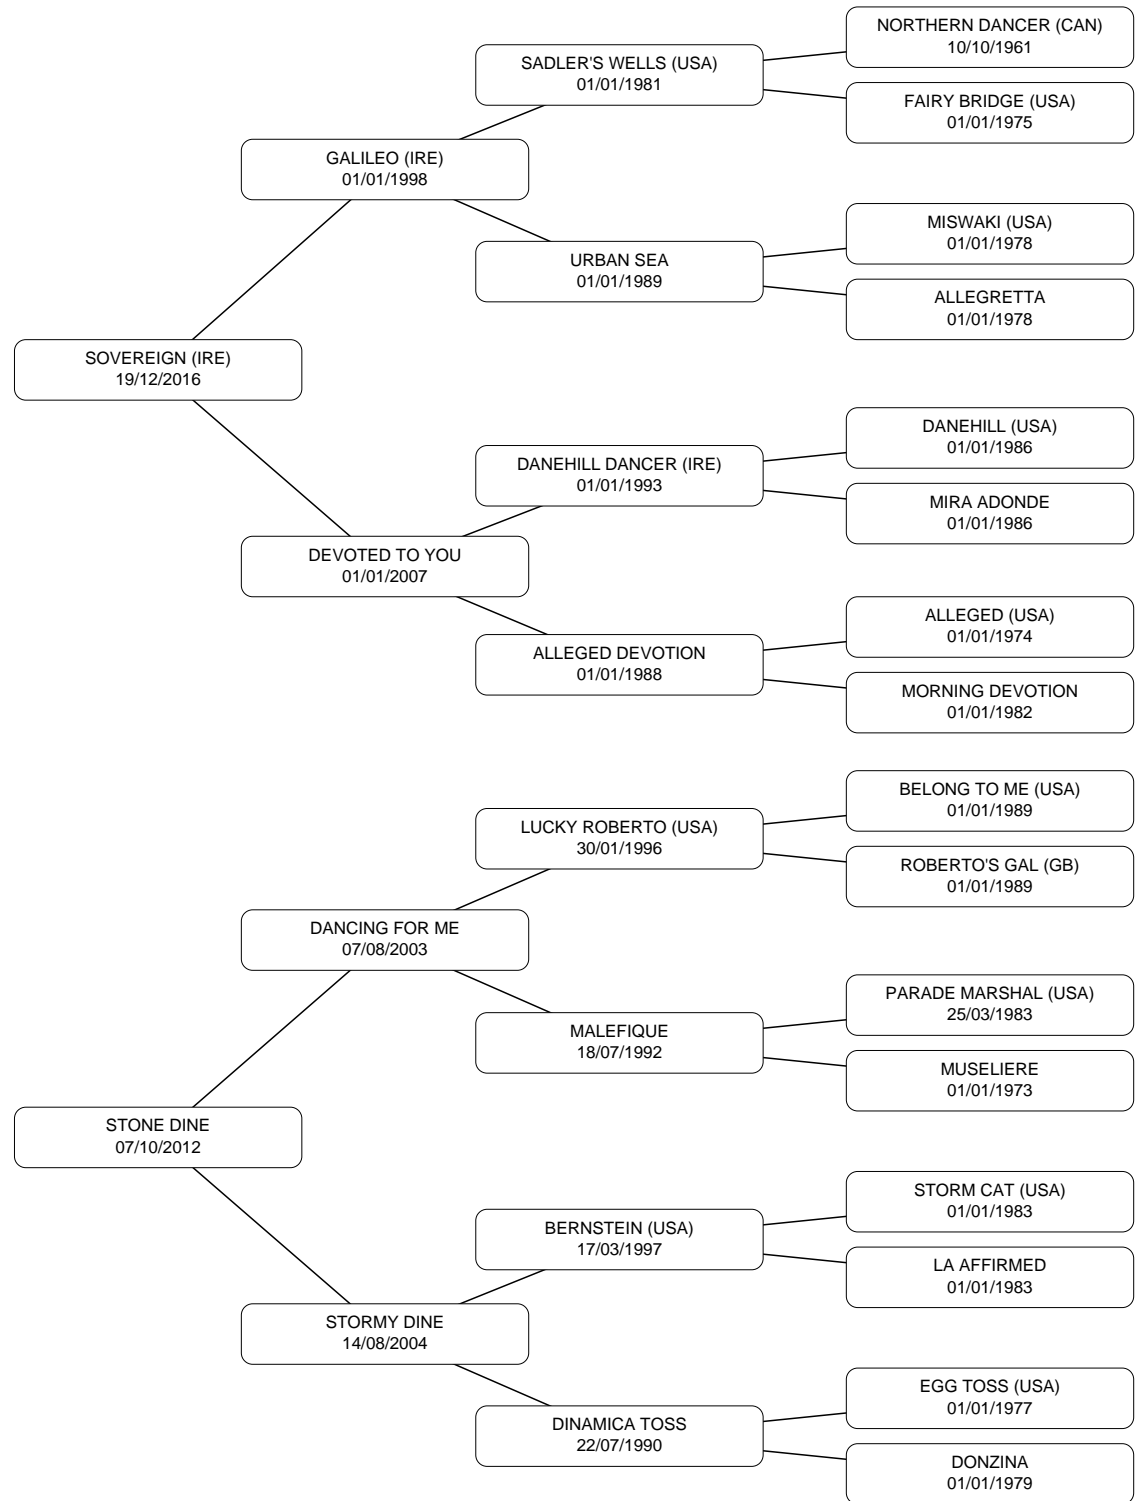 NORTHERN DANCER (CAN)
10/10/1961
SADLER'S WELLS (USA)
01/01/1981
FAIRY BRIDGE (USA)
01/01/1975
GALILEO (IRE)
01/01/1998
MISWAKI (USA)
01/01/1978
URBAN SEA
01/01/1989
ALLEGRETTA
01/01/1978
SOVEREIGN (IRE)
19/12/2016
DANEHILL (USA)
01/01/1986
DANEHILL DANCER (IRE)
01/01/1993
MIRA ADONDE
01/01/1986
DEVOTED TO YOU
01/01/2007
ALLEGED (USA)
01/01/1974
ALLEGED DEVOTION
01/01/1988
MORNING DEVOTION
01/01/1982
BELONG TO ME (USA)
01/01/1989
LUCKY ROBERTO (USA)
30/01/1996
ROBERTO'S GAL (GB)
01/01/1989
DANCING FOR ME
07/08/2003
PARADE MARSHAL (USA)
25/03/1983
MALEFIQUE
18/07/1992
MUSELIERE
01/01/1973
STONE DINE
07/10/2012
STORM CAT (USA)
01/01/1983
BERNSTEIN (USA)
17/03/1997
LA AFFIRMED
01/01/1983
STORMY DINE
14/08/2004
EGG TOSS (USA)
01/01/1977
DINAMICA TOSS
22/07/1990
DONZINA
01/01/1979